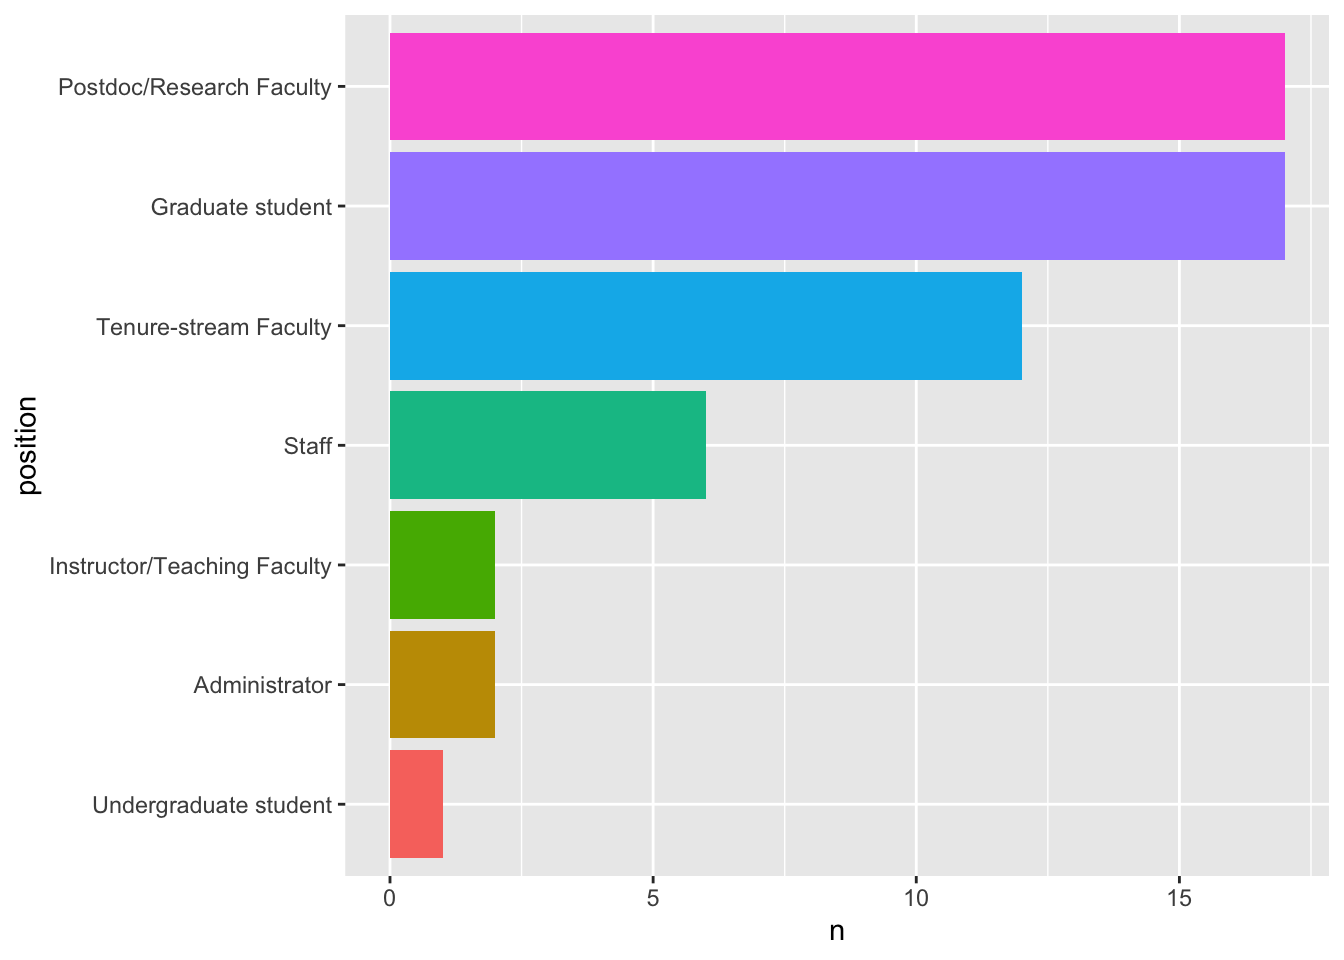 Postdoc/Research Faculty
Graduate student
Tenure-stream Faculty
Staff
Instructor/Teaching Faculty
Administrator
Undergraduate student
position
0 5 10 15
n